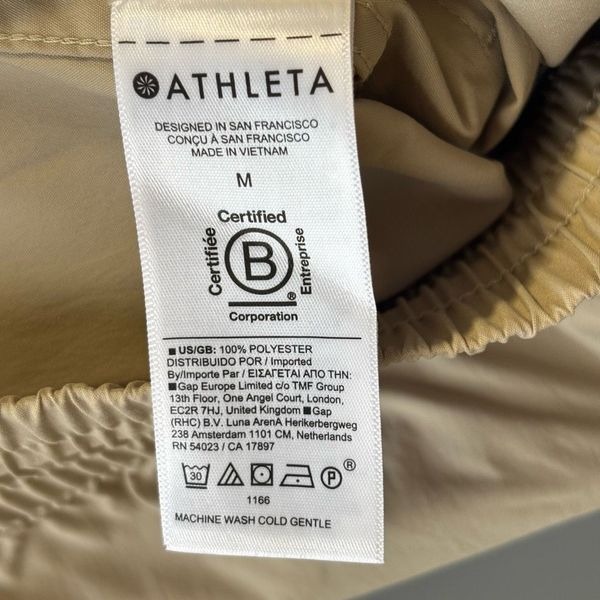 ATHLETA
DESIGNED IN SAN FRANCISCO
CONÇU À SAN FRANCISCO
MADE IN VIETNAM
M
Certified
Certifiée
B
Entreprise
®
Corporation
■ US/GB: 100% POLYESTER
DISTRIBUIDO POR / Imported
By/Importe Par / ΕΙΣΑΓΕΤΑΙ ΑΠΟ ΤΗΝ:
■Gap Europe Limited c/o TMF Group
13th Floor, One Angel Court, London,
EC2R 7HJ, United Kingdom ■Gap
(RHC) B.V. Luna ArenA Herikerbergweg
238 Amsterdam 1101 CM, Netherlands
RN 54023 / CA 17897
30 P ®
1166
MACHINE WASH COLD GENTLE